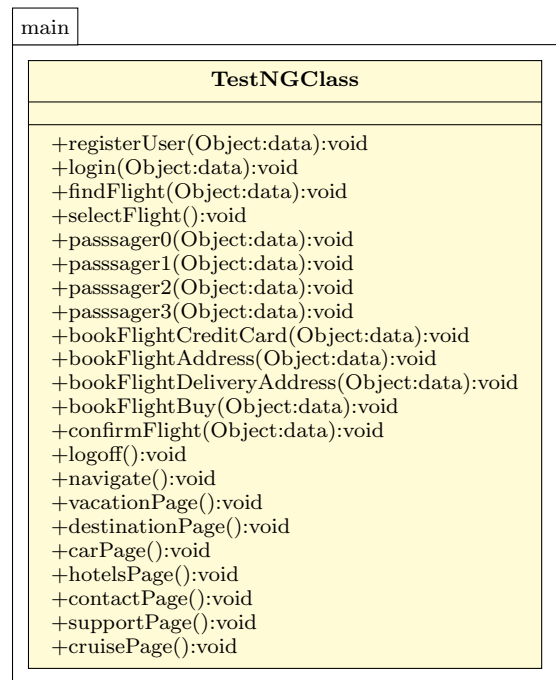 main
TestNGClass
+registerUser(Object:data):void
+login(Object:data):void
+findFlight(Object:data):void
+selectFlight():void
+passsager0(Object:data):void
+passsager1(Object:data):void
+passsager2(Object:data):void
+passsager3(Object:data):void
+bookFlightCreditCard(Object:data):void
+bookFlightAddress(Object:data):void
+bookFlightDeliveryAddress(Object:data):void
+bookFlightBuy(Object:data):void
+confirmFlight(Object:data):void
+logoff():void
+navigate():void
+vacationPage():void
+destinationPage():void
+carPage():void
+hotelsPage():void
+contactPage():void
+supportPage():void
+cruisePage():void